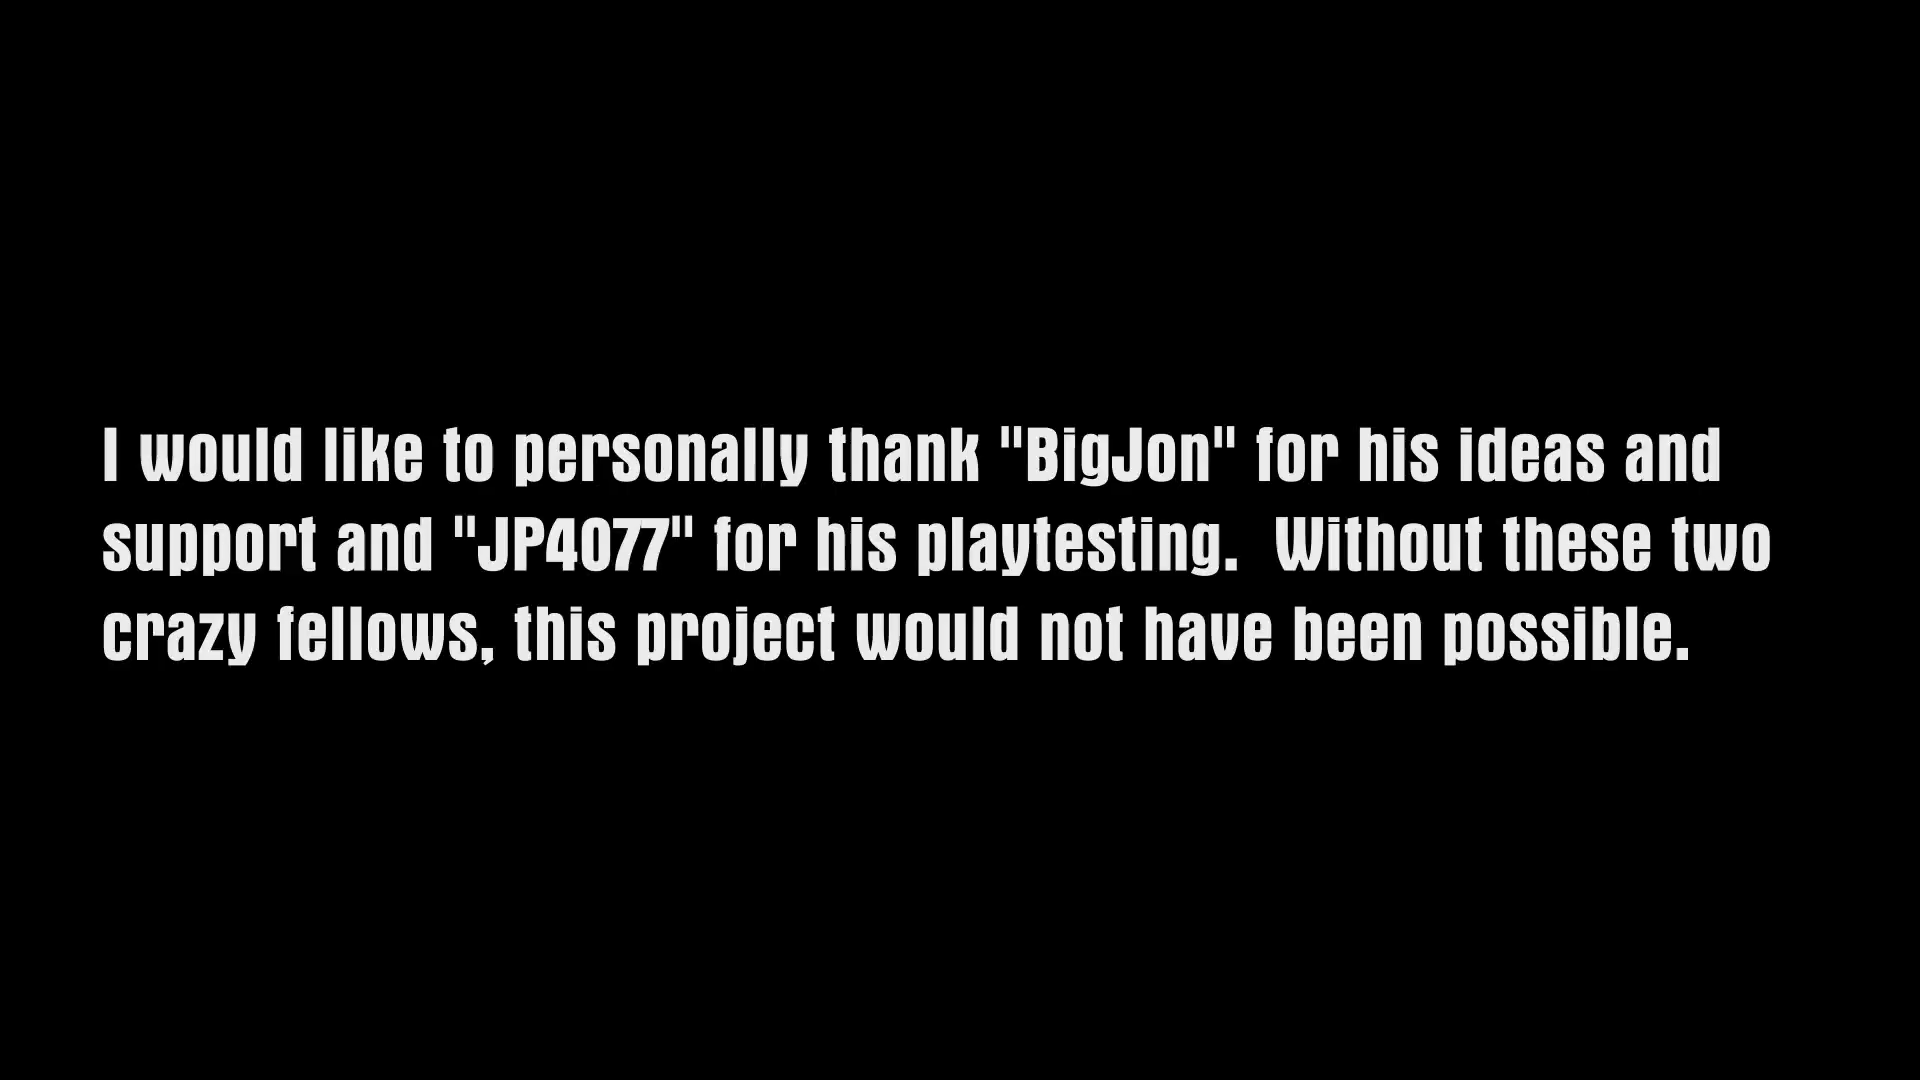 I would like to personally thank "BigJon" for his ideas and
support and "JP4077" for his playtesting.  Without these two
crazy fellows, this project would not have been possible.